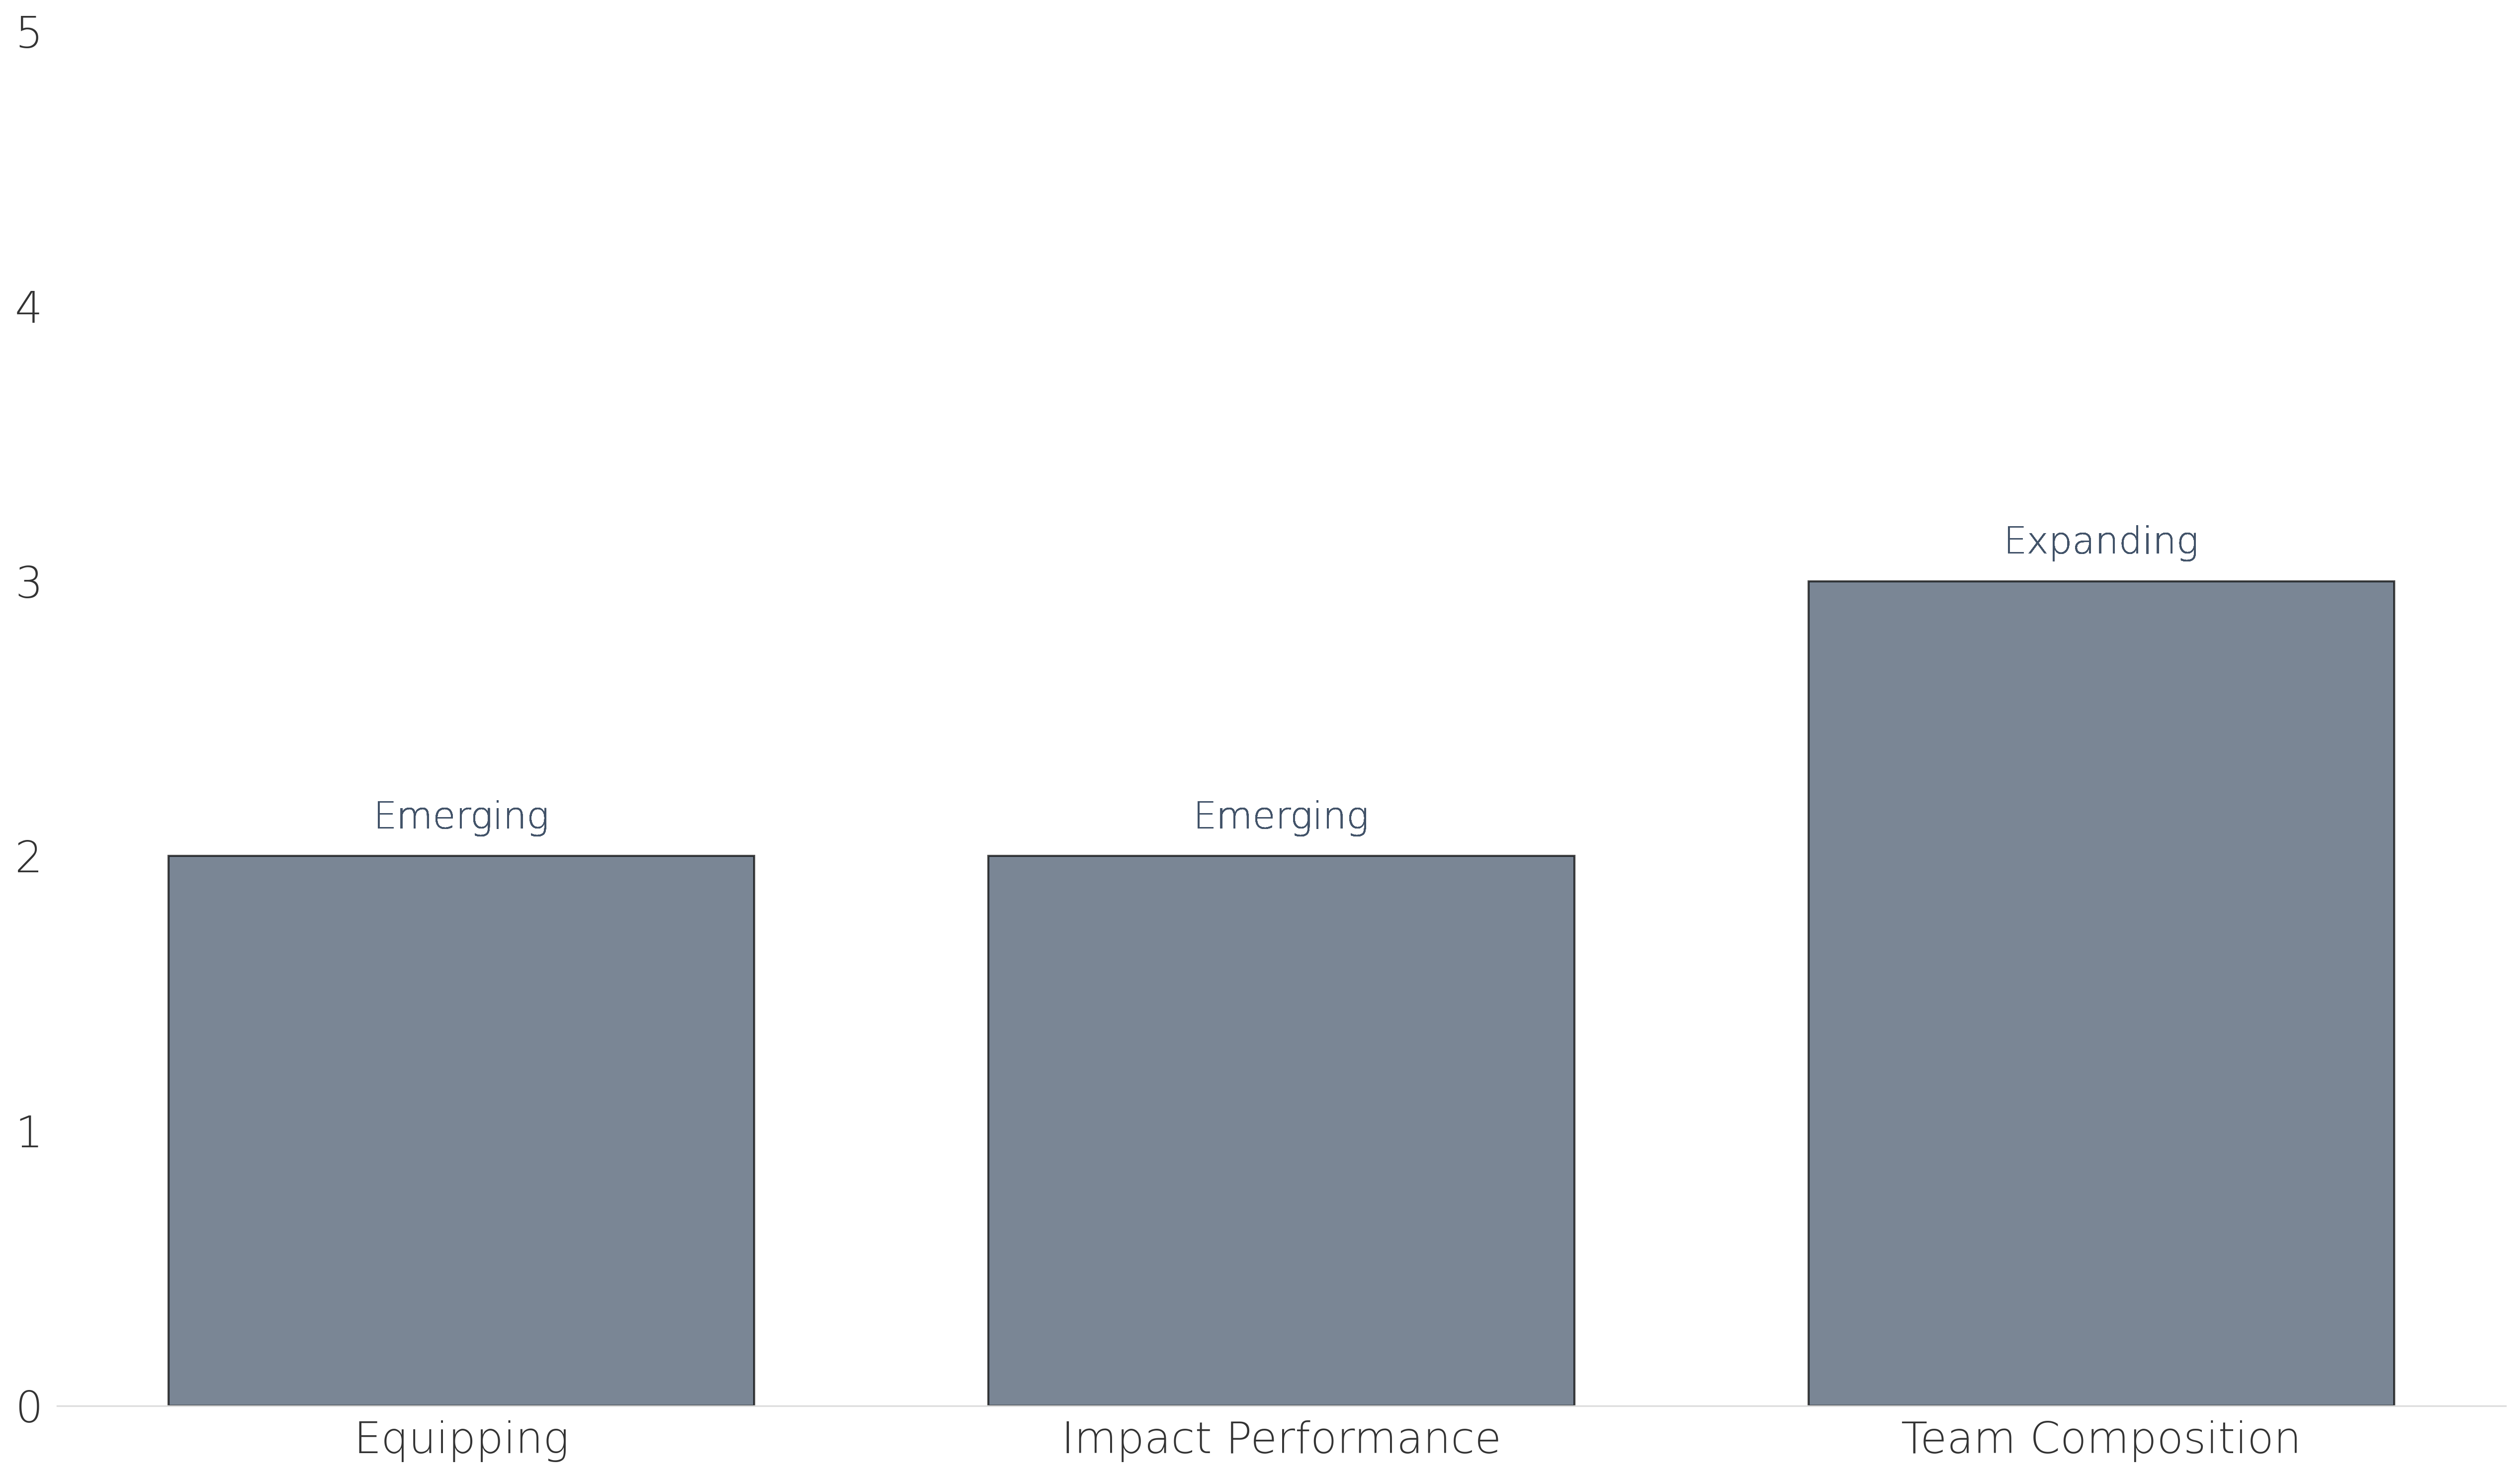 5
4
3
2
1
0
Expanding
Emerging
Emerging
Equipping
Impact Performance
Team Composition